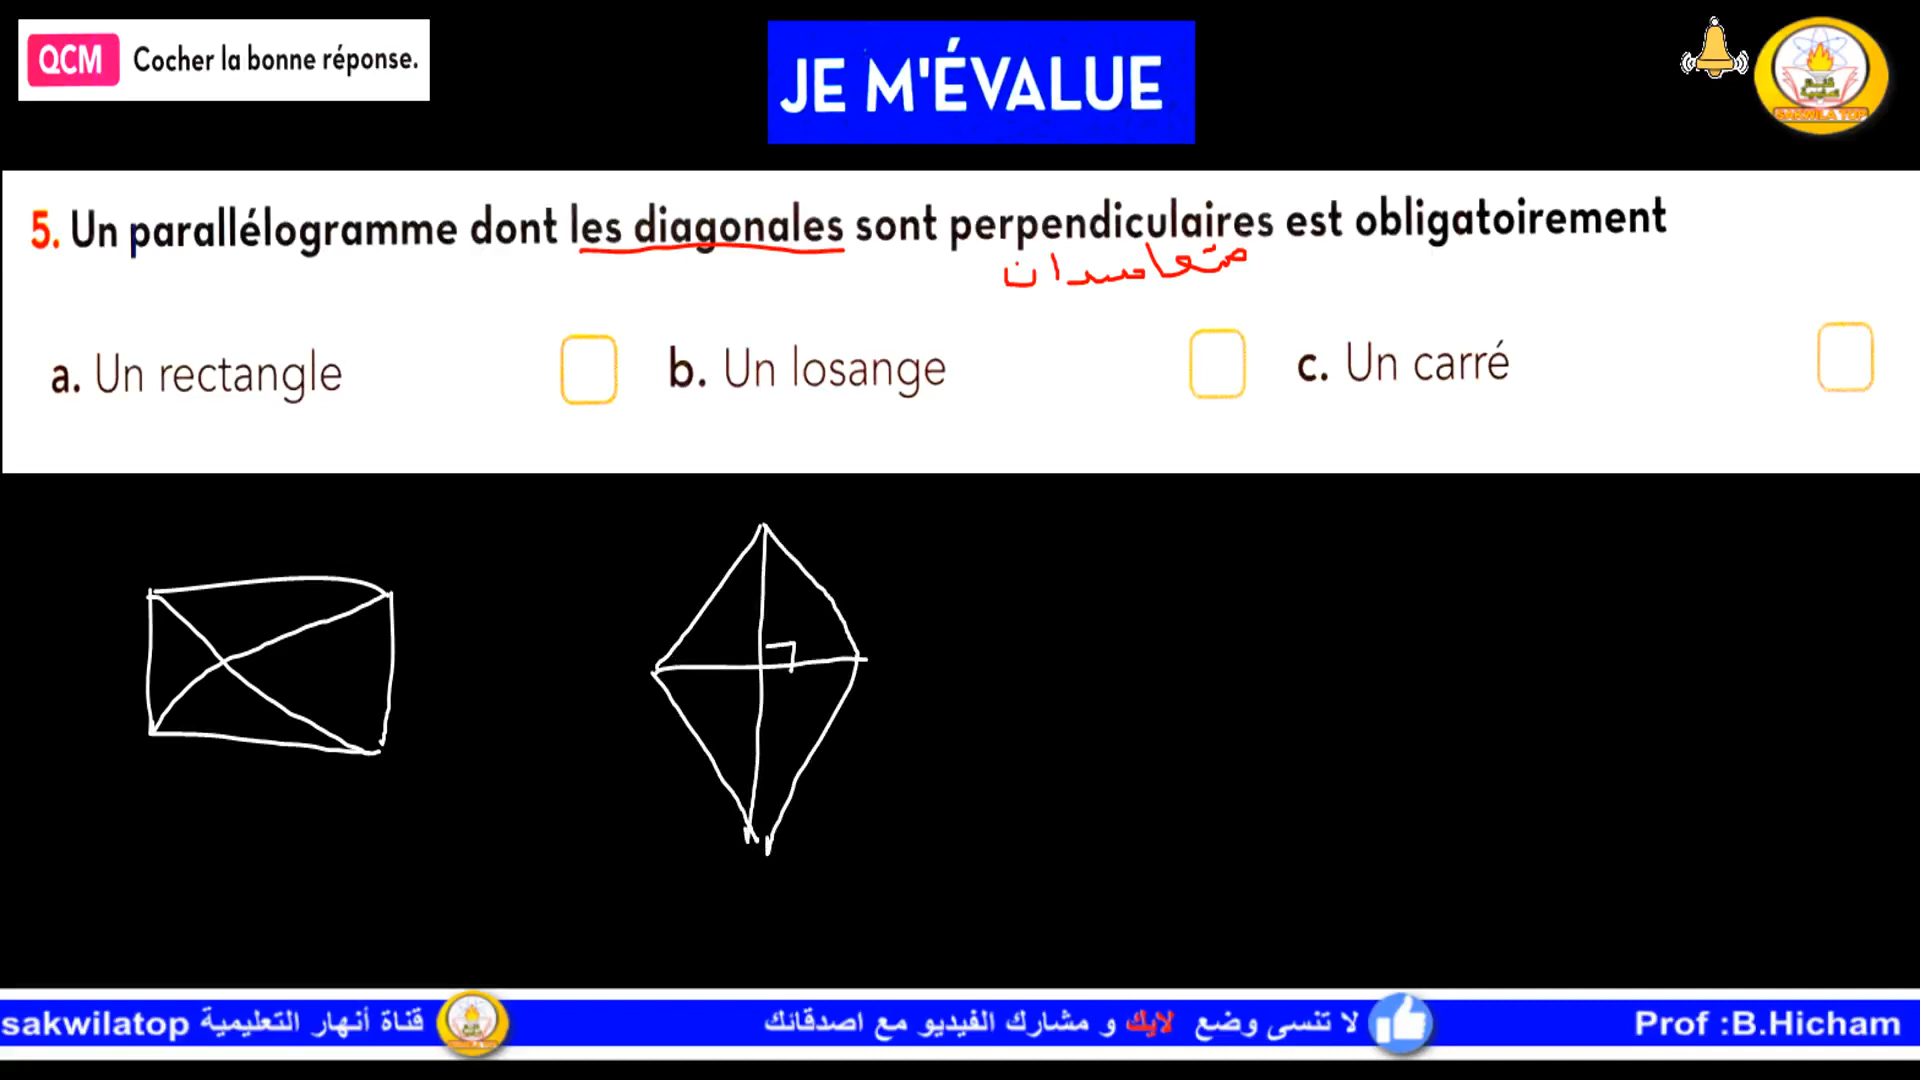 QCM Cocher la bonne réponse.
JE M'ÉVALUE
SAKWILA TOP
5. Un parallélogramme dont les diagonales sont perpendiculaires est obligatoirement
متعامدان
a. Un rectangle
b. Un losange
c. Un carré
sakwilatop قناة أنهار التعليمية
لا تنسى وضع لايك و مشارك الفيديو مع اصدقائك
Prof :B.Hicham